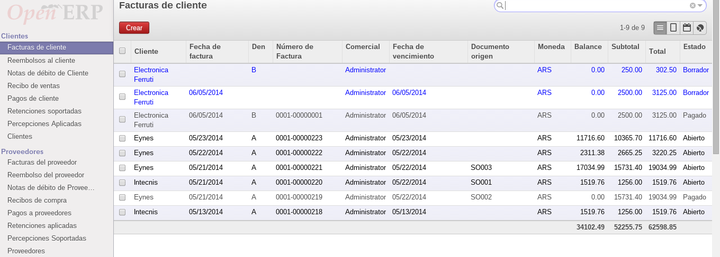 Open ERP
Clientes
Facturas de cliente
Reembolsos al cliente
Notas de débito de Cliente
Recibo de ventas
Pagos de cliente
Retenciones soportadas
Percepciones Aplicadas
Clientes
Proveedores
Facturas del proveedor
Reembolso del proveedor
Notas de débito de Provee...
Recibos de compra
Pagos a proveedores
Retenciones aplicadas
Percepciones Soportadas
Proveedores
Facturas de cliente
Crear
1-9 de 9
Cliente Fecha de factura Den Número de Factura Comercial Fecha de vencimiento Documento origen Moneda Balance Subtotal Total Estado
Electronica Ferruti B Administrator ARS 0.00 250.00 302.50 Borrador
Electronica Ferruti 06/05/2014 Administrator 06/05/2014 ARS 0.00 2500.00 3125.00 Borrador
Electronica Ferruti 06/05/2014 B 0001-00000001 Administrator 06/05/2014 ARS 0.00 2500.00 3125.00 Pagado
Eynes 05/23/2014 A 0001-00000223 Administrator 05/23/2014 ARS 11716.60 10365.70 11716.60 Abierto
Eynes 05/22/2014 A 0001-00000222 Administrator 05/22/2014 ARS 2311.38 2665.25 3220.25 Abierto
Eynes 05/21/2014 A 0001-00000221 Administrator 05/22/2014 SO003 ARS 17034.99 15731.40 19034.99 Abierto
Intecnis 05/21/2014 A 0001-00000220 Administrator 05/22/2014 SO001 ARS 1519.76 1256.00 1519.76 Abierto
Eynes 05/21/2014 A 0001-00000219 Administrator 05/22/2014 SO002 ARS 0.00 15731.40 19034.99 Pagado
Intecnis 05/13/2014 A 0001-00000218 Administrator 05/13/2014 ARS 1519.76 1256.00 1519.76 Abierto
34102.49 52255.75 62598.85